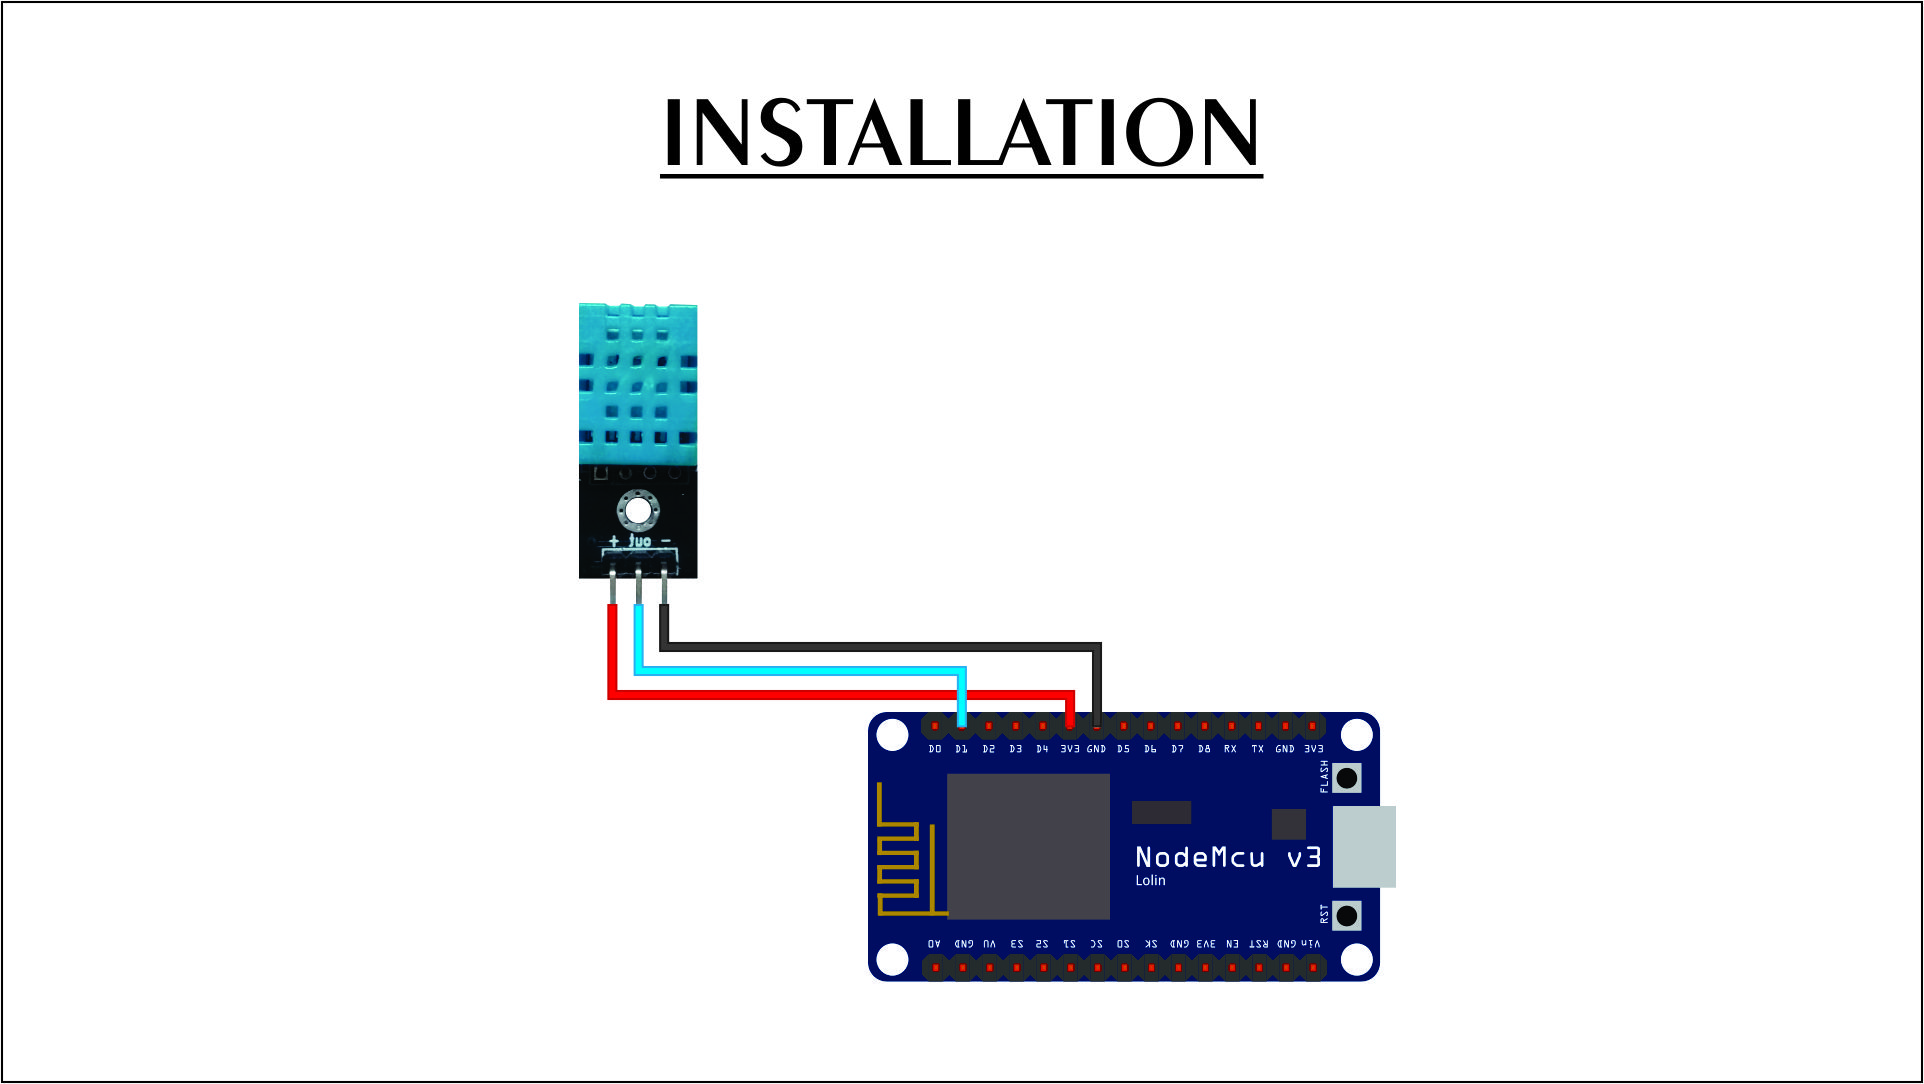 INSTALLATION
+ out -
D0 D1 D2 D3 D4 3V3 GND D5 D6 D7 D8 RX TX GND 3V3
FLASH
NodeMcu v3
Lolin
RST
A0 GND VU S3 S2 S1 SC S0 SK GND 3V3 EN RST GND Vin